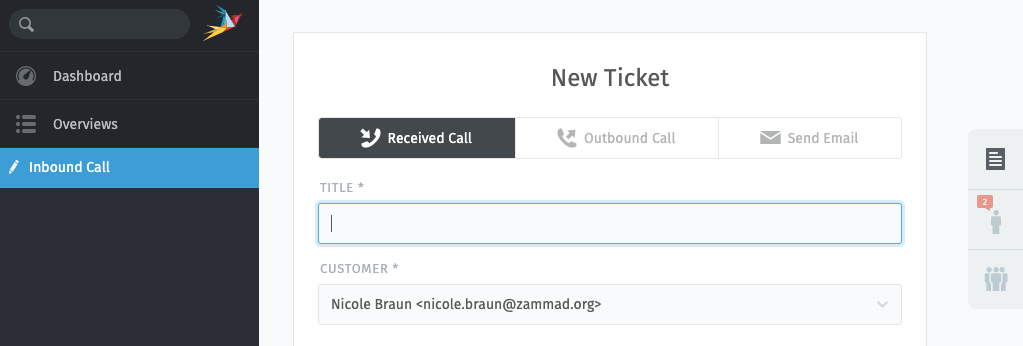 Dashboard
Overviews
Inbound Call
New Ticket
Received Call
Outbound Call
Send Email
TITLE *
CUSTOMER *
Nicole Braun <nicole.braun@zammad.org>
2